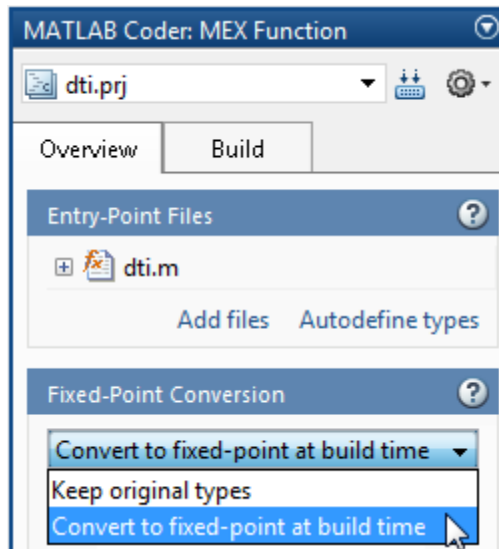 MATLAB Coder: MEX Function
dti.prj
Overview Build
Entry-Point Files ?
dti.m
Add files Autodefine types
Fixed-Point Conversion ?
Convert to fixed-point at build time
Keep original types
Convert to fixed-point at build time